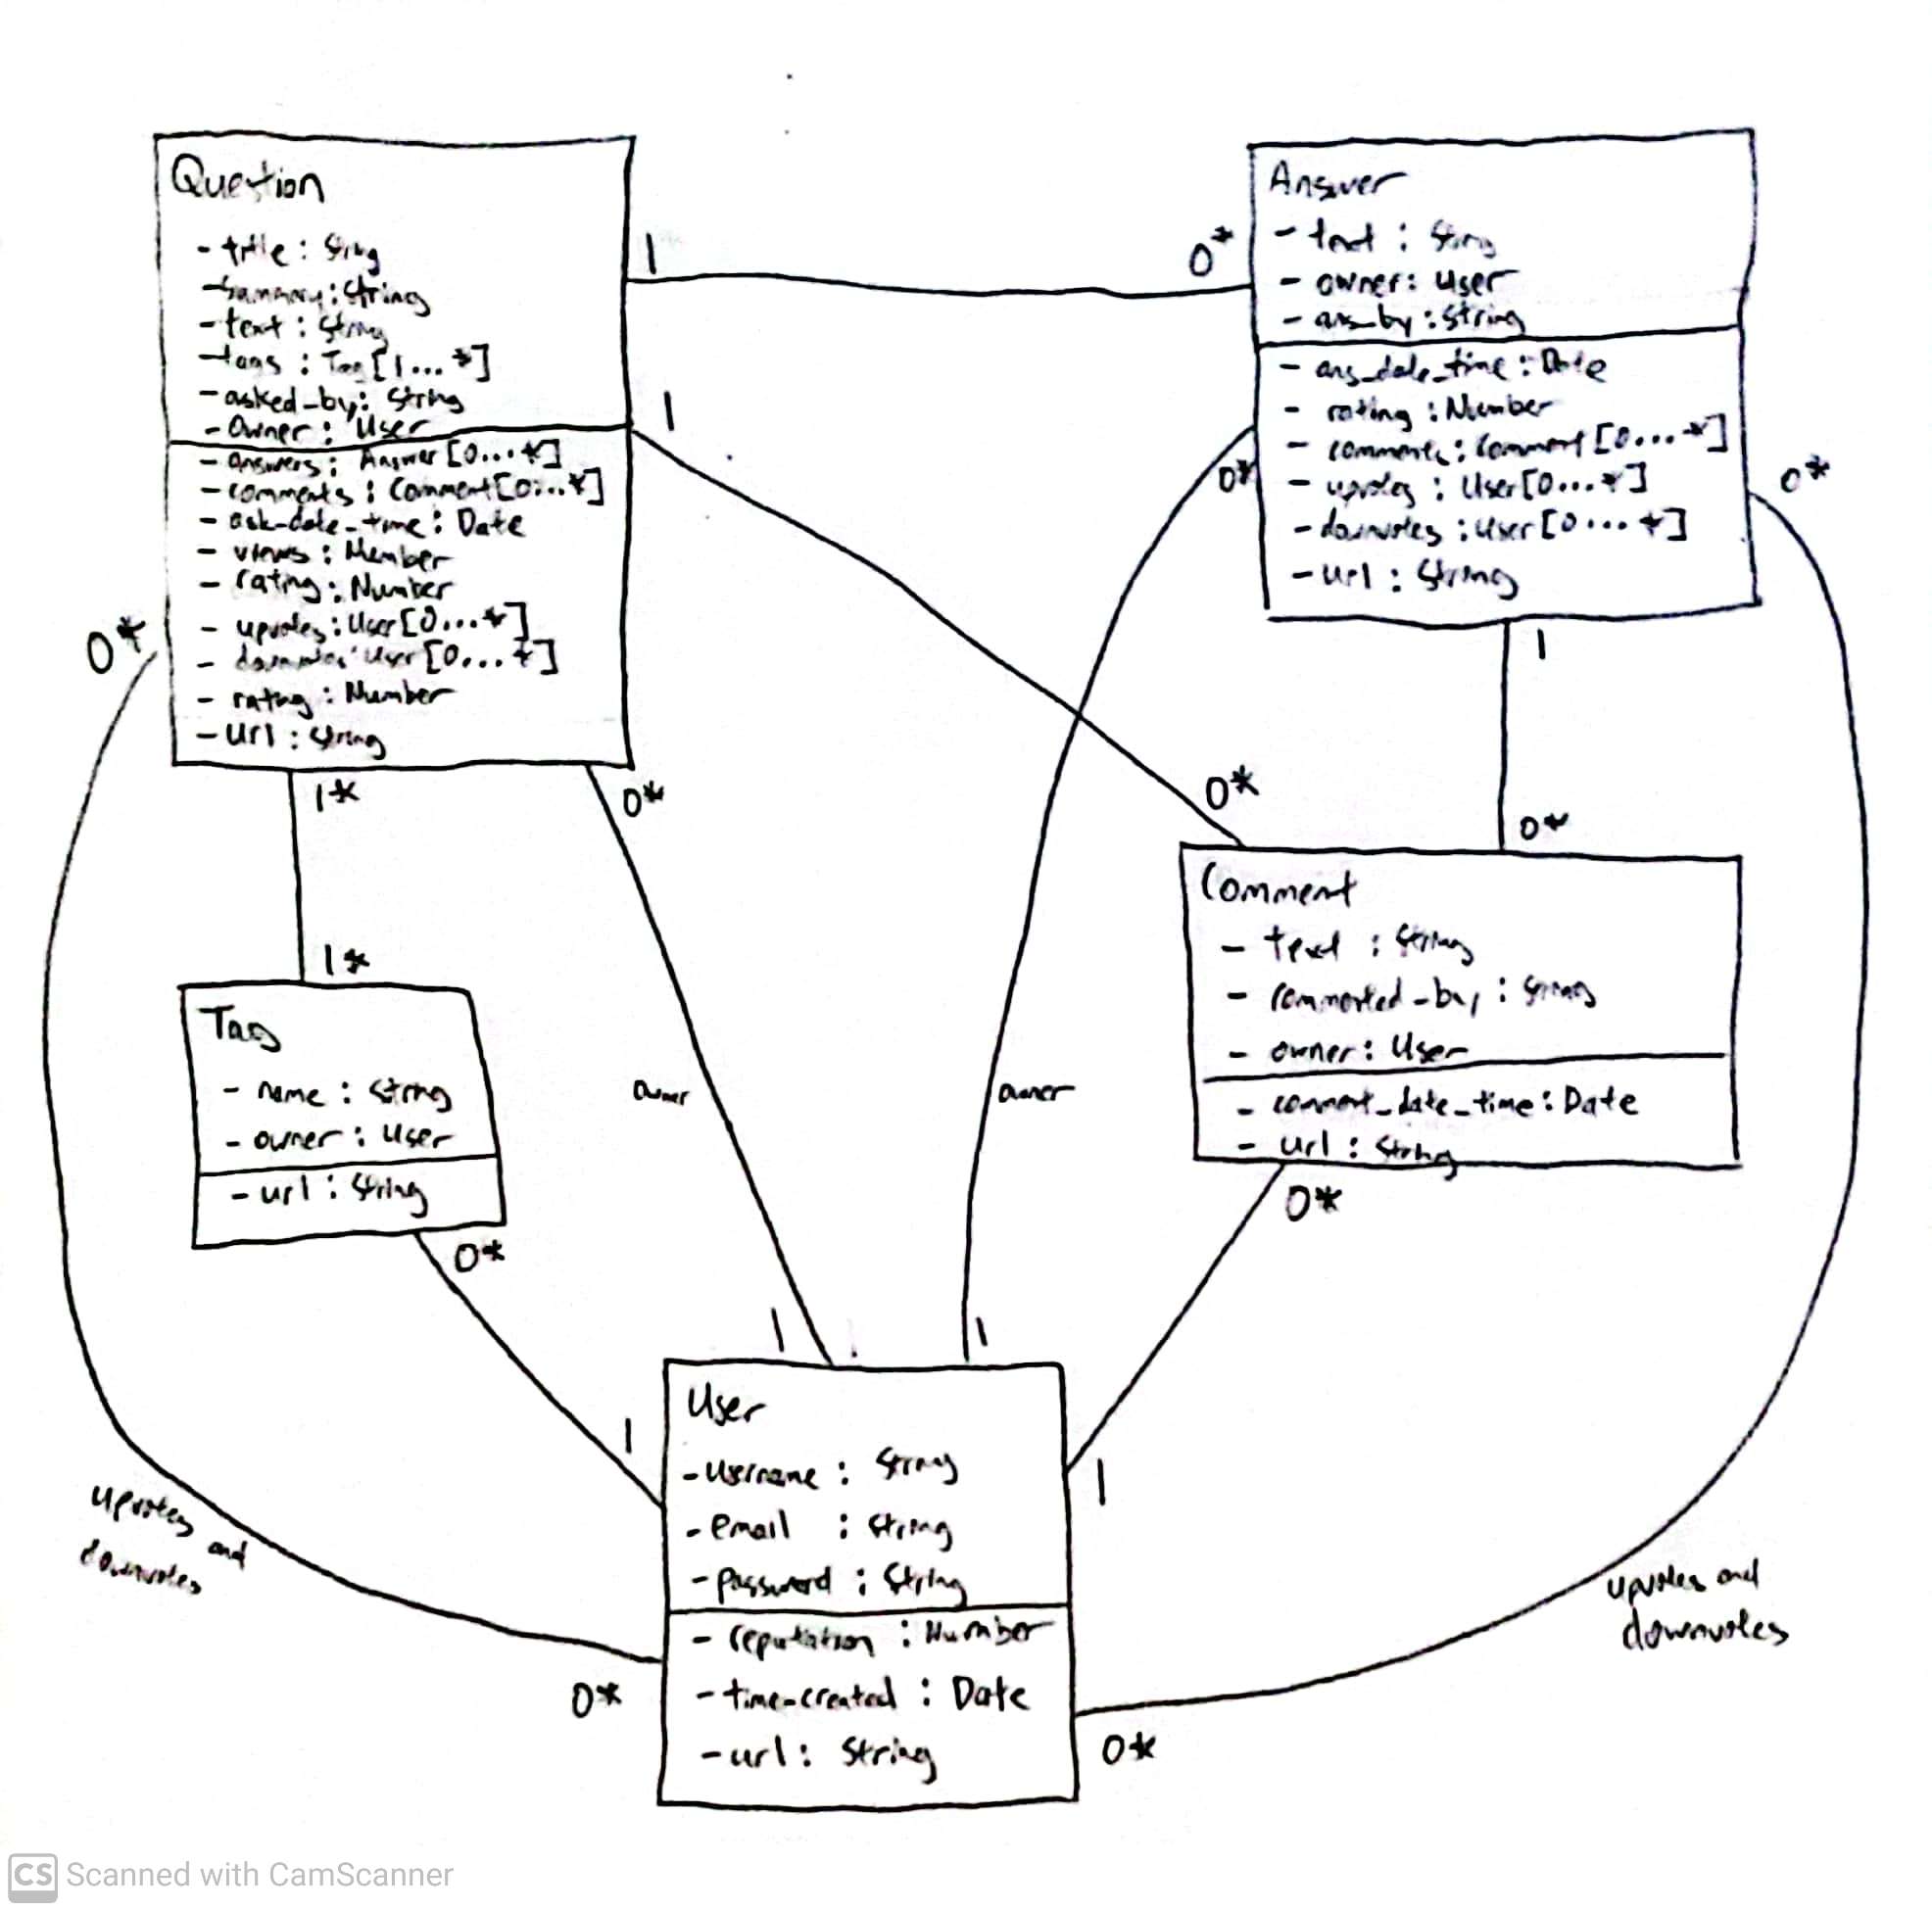 Question
- title : String
- summary : String
- text : String
- tags : Tag [1...*]
- asked_by : String
- Owner : User
- answers : Answer [0...*]
- comments : Comment [0...*]
- ask_date_time : Date
- views : Number
- rating : Number
- upvotes : User [0...*]
- downvotes : User [0...*]
- rating : Number
- url : String
Answer
- text : String
- owner : User
- ans_by : String
- ans_date_time : Date
- rating : Number
- comments : Comment [0...*]
- upvotes : User [0...*]
- downvotes : User [0...*]
- url : String
1
0*
1
0*
0*
0*
1*
0*
1
0*
0*
1*
Tag
- name : String
- owner : User
- url : String
Comment
- text : String
- commented_by : String
- owner : User
- comment_date_time : Date
- url : String
owner
owner
0*
0*
1
1
1
1
User
- username : String
- email : String
- password : String
- reputation : Number
- time_created : Date
- url : String
upvotes and
downvotes
upvotes and
downvotes
0*
0*
CS Scanned with CamScanner